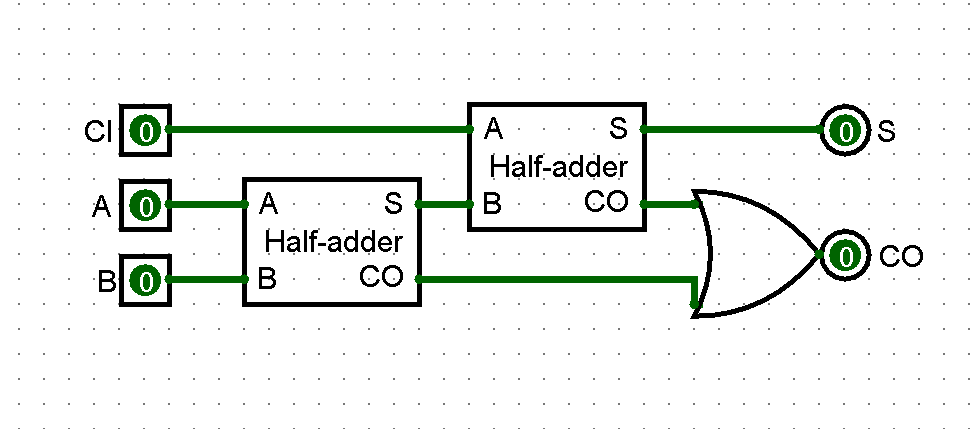 CI 0 A S 0 S
Half-adder
A 0 A S B CO
Half-adder 0 CO
B 0 B CO